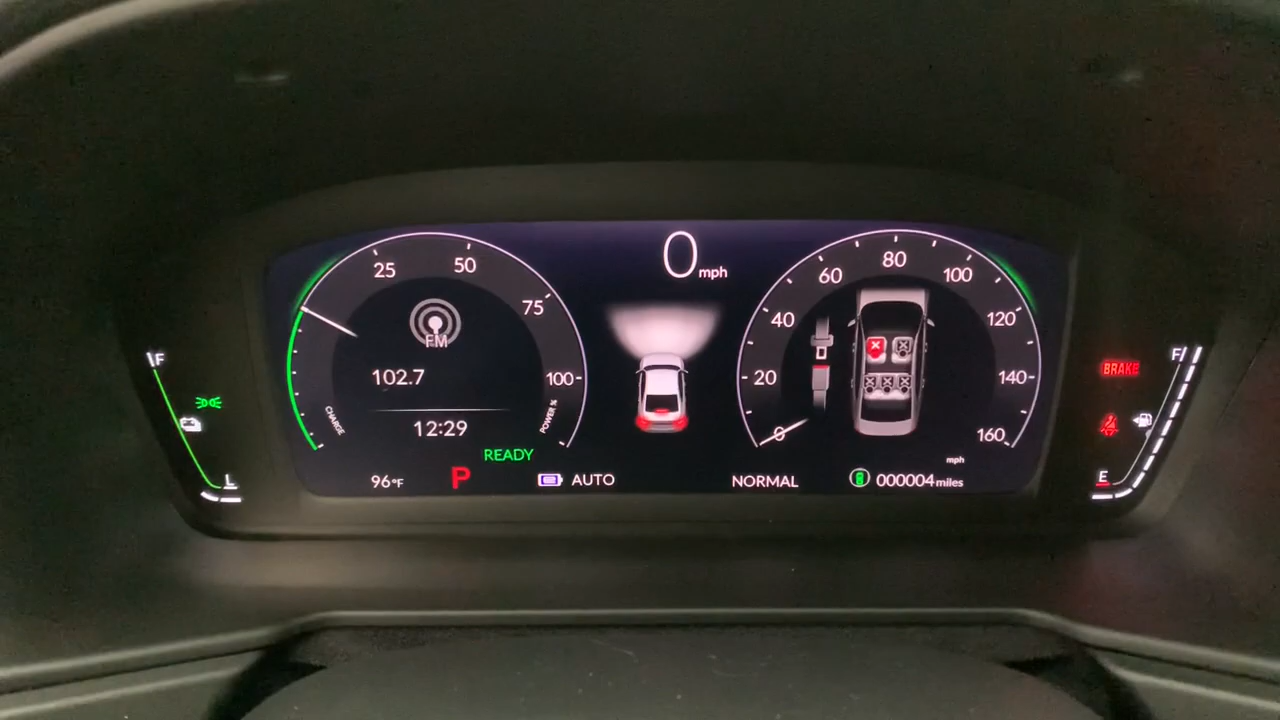 0 mph
25
50
75
100
CHARGE
POWER %
FM
102.7
12:29
READY
96°F
P
AUTO
0
20
40
60
80
100
120
140
160
mph
NORMAL
000004 miles
F
L
BRAKE
F
E